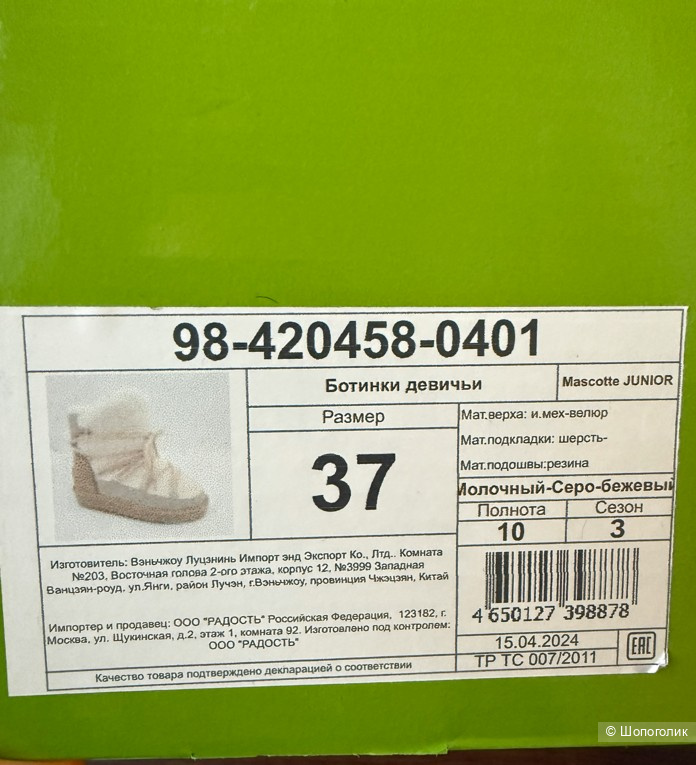 98-420458-0401
Ботинки девичьи
Mascotte JUNIOR
Размер
37
Мат.верха: и.мех-велюр
Мат.подкладки: шерсть-
Мат.подошвы:резина
Молочный-Серо-бежевый
Полнота
Сезон
10
3
Изготовитель: Вэньчжоу Луцзнинь Импорт энд Экспорт Ко., Лтд.. Комната
№203, Восточная голова 2-ого этажа, корпус 12, №3999 Западная
Ванцзян-роуд, ул.Янги, район Лучэн, г.Вэньчжоу, провинция Чжэцзян, Китай
Импортер и продавец: ООО "РАДОСТЬ" Российская Федерация, 123182, г.
Москва, ул. Щукинская, д.2, этаж 1, комната 92. Изготовлено под контролем:
ООО "РАДОСТЬ"
4 650127 398878
15.04.2024
ТР ТС 007/2011
EAC
Качество товара подтверждено декларацией о соответствии
© Шопоголик